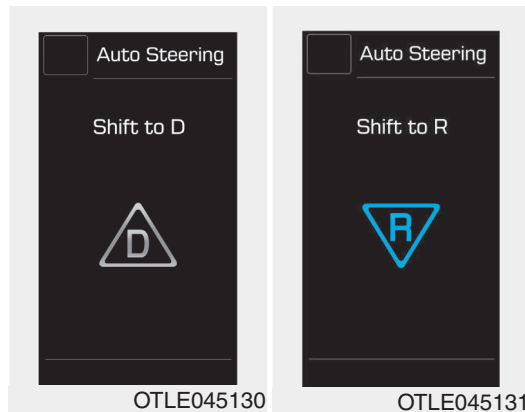 Auto Steering
Shift to D
D
OTLE045130
Auto Steering
Shift to R
R
OTLE045131